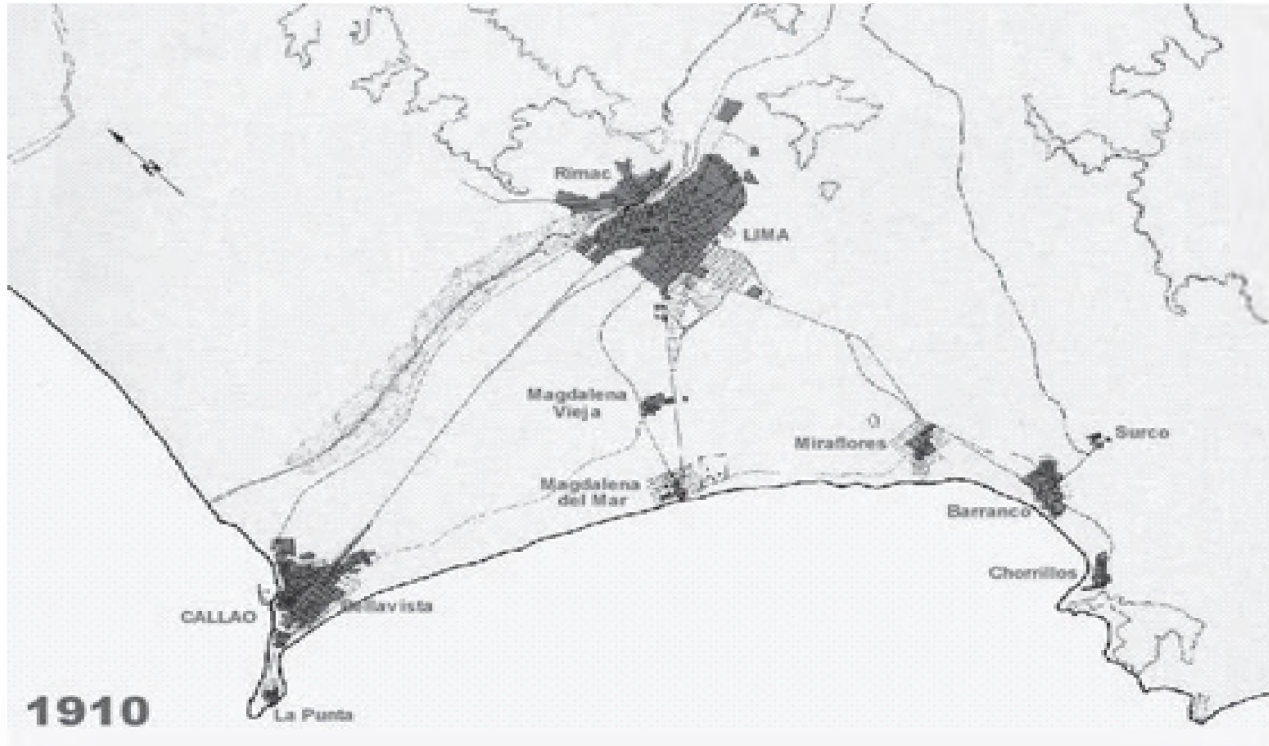 N
Rimac
LIMA
Magdalena
Vieja
Miraflores
Surco
Magdalena
del Mar
Barranco
Chorrillos
CALLAO
Bellavista
La Punta
1910